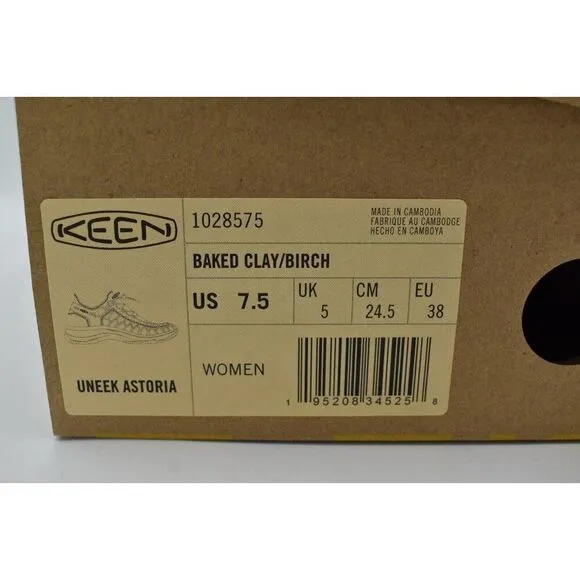 KEEN
1028575
MADE IN CAMBODIA
FABRIQUE AU CAMBODGE
HECHO EN CAMBOYA
BAKED CLAY/BIRCH
US 7.5
UK 5
CM 24.5
EU 38
UNEEK ASTORIA
WOMEN
1 95208 34525 8